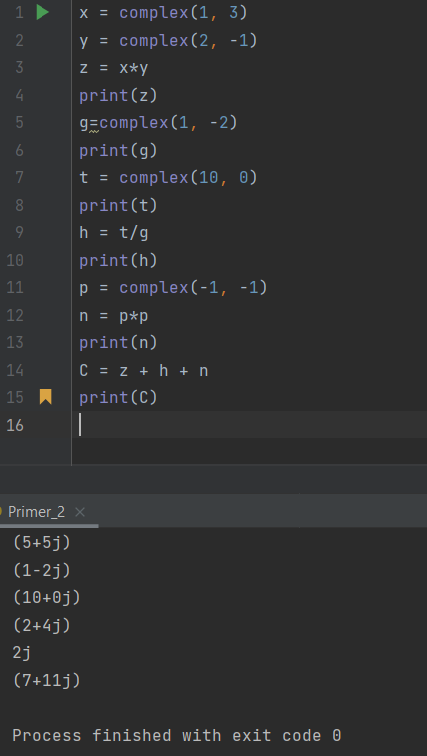 1 x = complex(1, 3)
2 y = complex(2, -1)
3 z = x*y
4 print(z)
5 g=complex(1, -2)
6 print(g)
7 t = complex(10, 0)
8 print(t)
9 h = t/g
10 print(h)
11 p = complex(-1, -1)
12 n = p*p
13 print(n)
14 C = z + h + n
15 print(C)
16
Primer_2 ×
(5+5j)
(1-2j)
(10+0j)
(2+4j)
2j
(7+11j)
Process finished with exit code 0